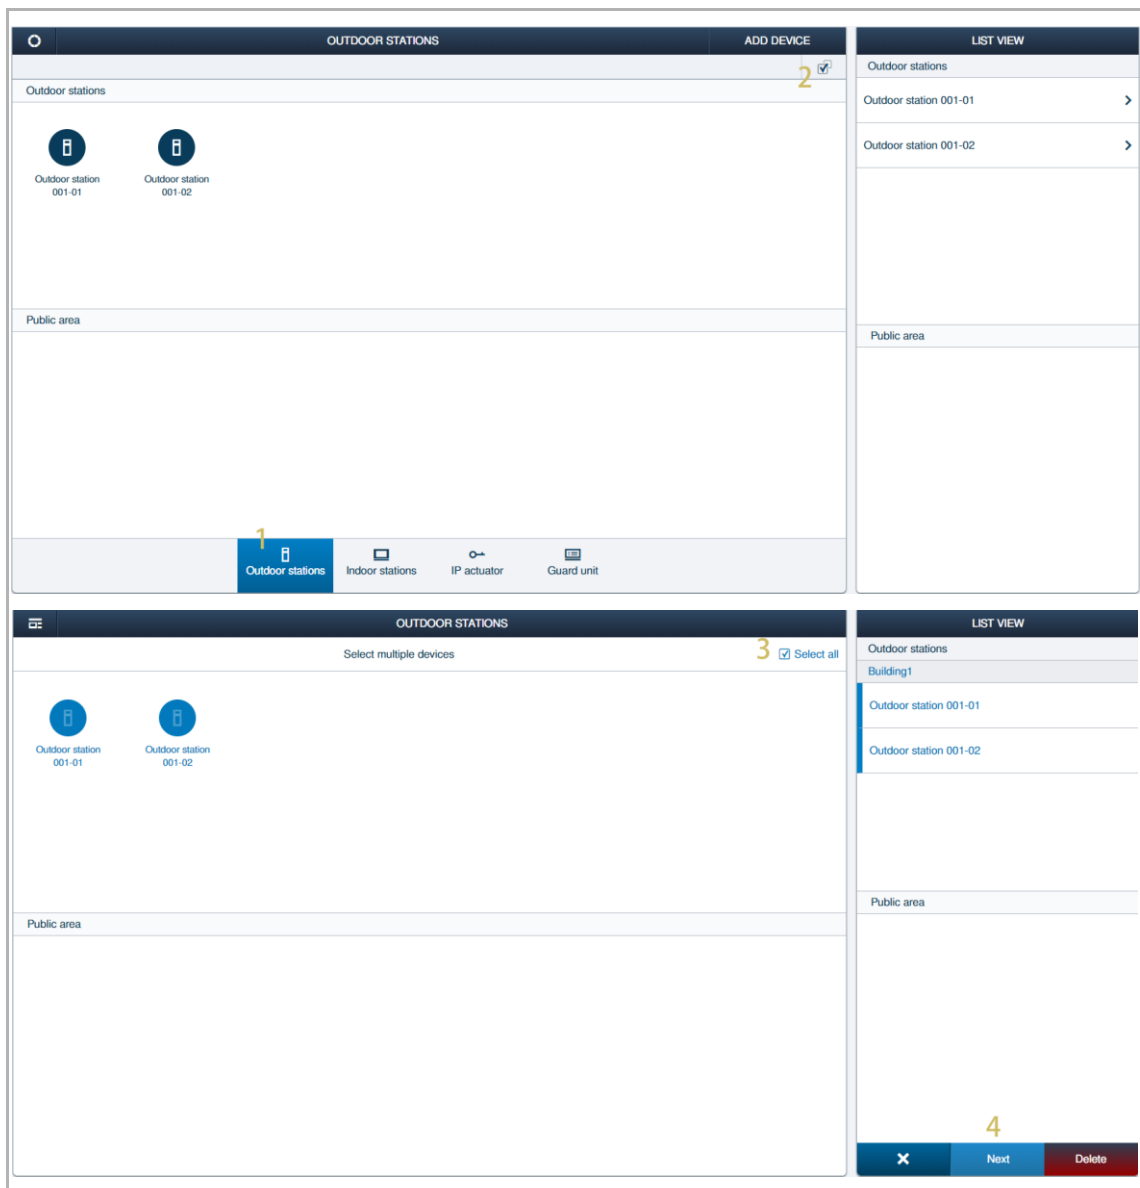 OUTDOOR STATIONS
ADD DEVICE
2
Outdoor stations
Outdoor station
001-01
Outdoor station
001-02
Public area
1
Outdoor stations
Indoor stations
IP actuator
Guard unit
LIST VIEW
Outdoor stations
Outdoor station 001-01
Outdoor station 001-02
Public area
OUTDOOR STATIONS
Select multiple devices
3
Select all
Outdoor station
001-01
Outdoor station
001-02
Public area
LIST VIEW
Outdoor stations
Building1
Outdoor station 001-01
Outdoor station 001-02
Public area
4
Next
Delete